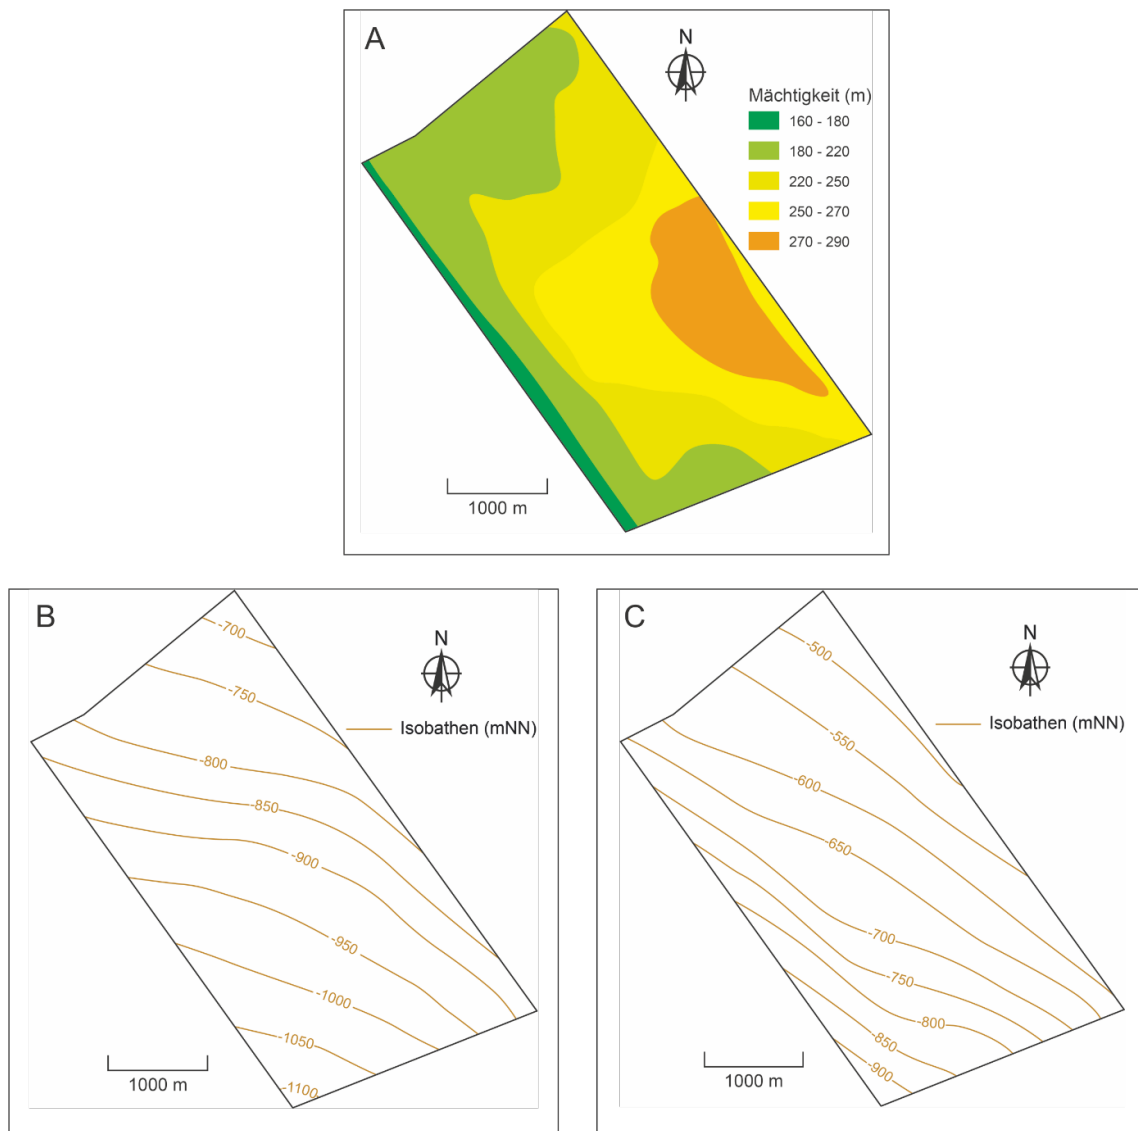 A
N
Mächtigkeit (m)
160 - 180
180 - 220
220 - 250
250 - 270
270 - 290
1000 m
B
N
-700
-750
Isobathen (mNN)
-800
-850
-900
-950
-1000
-1050
-1100
1000 m
C
N
-500
Isobathen (mNN)
-550
-600
-650
-700
-750
-800
-850
-900
1000 m